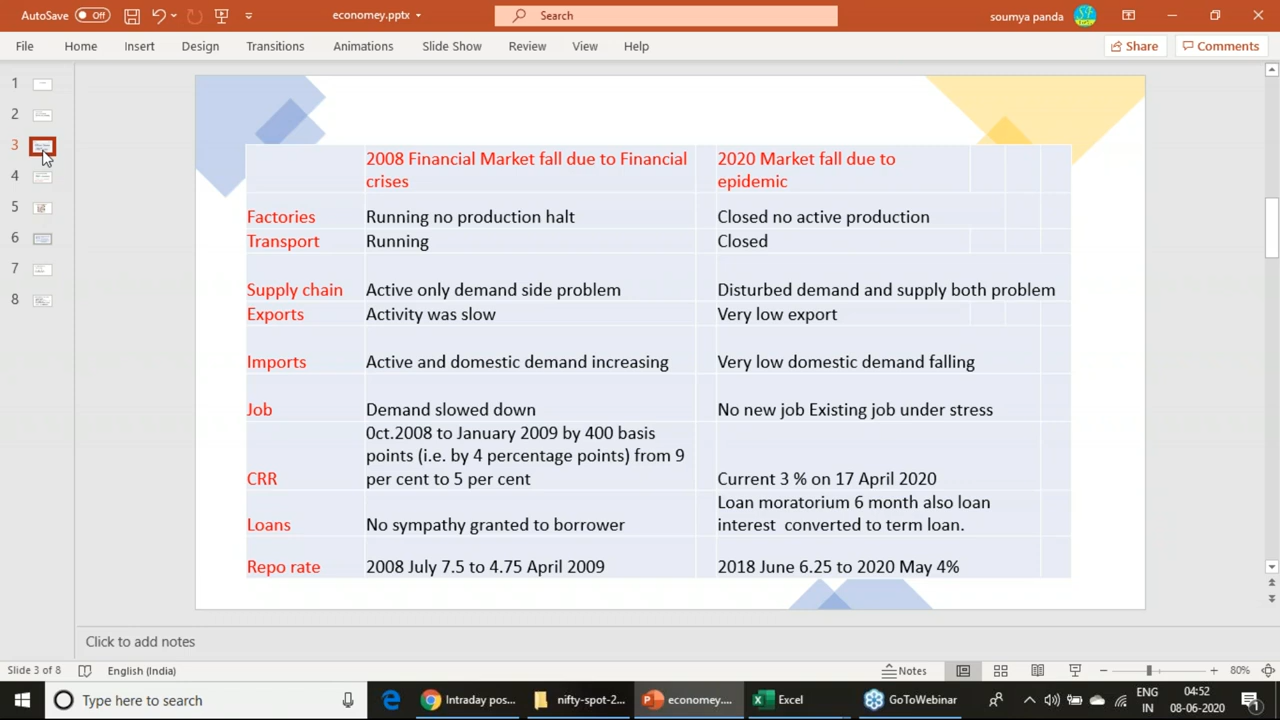 AutoSave Off economey.pptx Search soumya panda
File Home Insert Design Transitions Animations Slide Show Review View Help Share Comments
1
2
3
4
5
6
7
8
2008 Financial Market fall due to Financial
crises
2020 Market fall due to
epidemic
Factories Running no production halt Closed no active production
Transport Running Closed
Supply chain Active only demand side problem Disturbed demand and supply both problem
Exports Activity was slow Very low export
Imports Active and domestic demand increasing Very low domestic demand falling
Job Demand slowed down No new job Existing job under stress
0ct.2008 to January 2009 by 400 basis
points (i.e. by 4 percentage points) from 9
CRR per cent to 5 per cent Current 3 % on 17 April 2020
Loan moratorium 6 month also loan
Loans No sympathy granted to borrower interest converted to term loan.
Repo rate 2008 July 7.5 to 4.75 April 2009 2018 June 6.25 to 2020 May 4%
Click to add notes
Slide 3 of 8 English (India) Notes 80%
Type here to search Intraday pos... nifty-spot-2... economey.... Excel GoToWebinar ENG 04:52
IN 08-06-2020 1